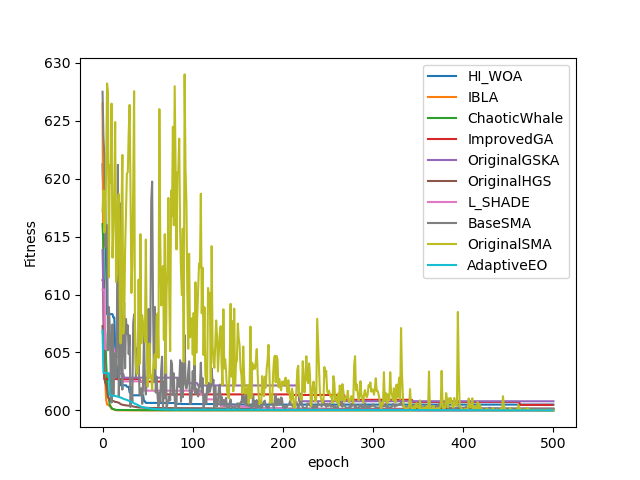 630
625
620
615
610
605
600
Fitness
0
100
200
300
400
500
epoch
HI_WOA
IBLA
ChaoticWhale
ImprovedGA
OriginalGSKA
OriginalHGS
L_SHADE
BaseSMA
OriginalSMA
AdaptiveEO